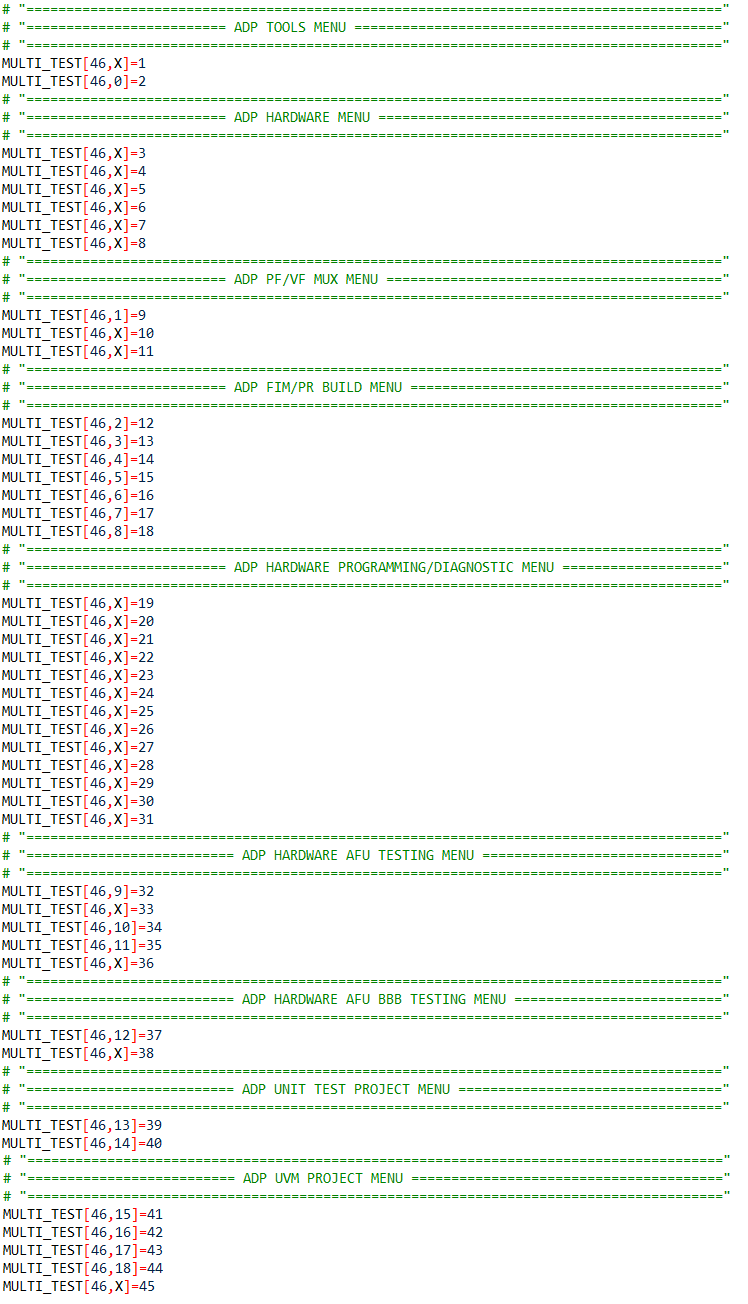 # "======================================================================================="
# "========================= ADP TOOLS MENU =============================================="
# "======================================================================================="
MULTI_TEST[46,X]=1
MULTI_TEST[46,0]=2
# "======================================================================================="
# "========================= ADP HARDWARE MENU ==========================================="
# "======================================================================================="
MULTI_TEST[46,X]=3
MULTI_TEST[46,X]=4
MULTI_TEST[46,X]=5
MULTI_TEST[46,X]=6
MULTI_TEST[46,X]=7
MULTI_TEST[46,X]=8
# "======================================================================================="
# "========================= ADP PF/VF MUX MENU =========================================="
# "======================================================================================="
MULTI_TEST[46,1]=9
MULTI_TEST[46,X]=10
MULTI_TEST[46,X]=11
# "======================================================================================="
# "========================= ADP FIM/PR BUILD MENU ======================================="
# "======================================================================================="
MULTI_TEST[46,2]=12
MULTI_TEST[46,3]=13
MULTI_TEST[46,4]=14
MULTI_TEST[46,5]=15
MULTI_TEST[46,6]=16
MULTI_TEST[46,7]=17
MULTI_TEST[46,8]=18
# "======================================================================================="
# "========================= ADP HARDWARE PROGRAMMING/DIAGNOSTIC MENU ===================="
# "======================================================================================="
MULTI_TEST[46,X]=19
MULTI_TEST[46,X]=20
MULTI_TEST[46,X]=21
MULTI_TEST[46,X]=22
MULTI_TEST[46,X]=23
MULTI_TEST[46,X]=24
MULTI_TEST[46,X]=25
MULTI_TEST[46,X]=26
MULTI_TEST[46,X]=27
MULTI_TEST[46,X]=28
MULTI_TEST[46,X]=29
MULTI_TEST[46,X]=30
MULTI_TEST[46,X]=31
# "======================================================================================="
# "========================== ADP HARDWARE AFU TESTING MENU =============================="
# "======================================================================================="
MULTI_TEST[46,9]=32
MULTI_TEST[46,X]=33
MULTI_TEST[46,10]=34
MULTI_TEST[46,11]=35
MULTI_TEST[46,X]=36
# "======================================================================================="
# "========================== ADP HARDWARE AFU BBB TESTING MENU =========================="
# "======================================================================================="
MULTI_TEST[46,12]=37
MULTI_TEST[46,X]=38
# "======================================================================================="
# "========================== ADP UNIT TEST PROJECT MENU ================================="
# "======================================================================================="
MULTI_TEST[46,13]=39
MULTI_TEST[46,14]=40
# "======================================================================================="
# "========================== ADP UVM PROJECT MENU ======================================="
# "======================================================================================="
MULTI_TEST[46,15]=41
MULTI_TEST[46,16]=42
MULTI_TEST[46,17]=43
MULTI_TEST[46,18]=44
MULTI_TEST[46,X]=45